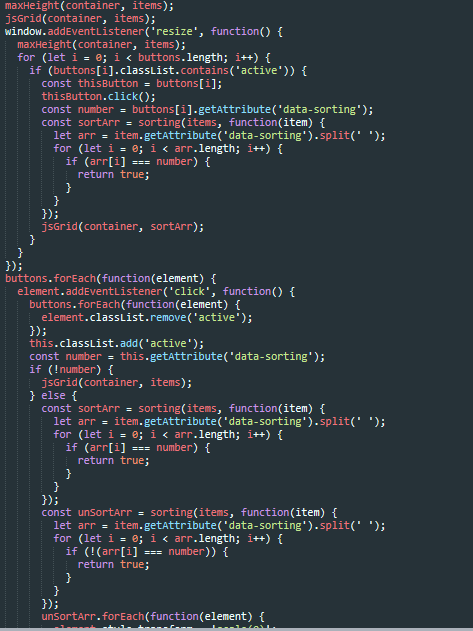 maxHeight(container, items);
jsGrid(container, items);
window.addEventListener('resize', function() {
  maxHeight(container, items);
  for (let i = 0; i < buttons.length; i++) {
    if (buttons[i].classList.contains('active')) {
      const thisButton = buttons[i];
      thisButton.click();
      const number = buttons[i].getAttribute('data-sorting');
      const sortArr = sorting(items, function(item) {
        let arr = item.getAttribute('data-sorting').split(' ');
        for (let i = 0; i < arr.length; i++) {
          if (arr[i] === number) {
            return true;
          }
        }
      });
      jsGrid(container, sortArr);
    }
  }
});
buttons.forEach(function(element) {
  element.addEventListener('click', function() {
    buttons.forEach(function(element) {
      element.classList.remove('active');
    });
    this.classList.add('active');
    const number = this.getAttribute('data-sorting');
    if (!number) {
      jsGrid(container, items);
    } else {
      const sortArr = sorting(items, function(item) {
        let arr = item.getAttribute('data-sorting').split(' ');
        for (let i = 0; i < arr.length; i++) {
          if (arr[i] === number) {
            return true;
          }
        }
      });
      const unSortArr = sorting(items, function(item) {
        let arr = item.getAttribute('data-sorting').split(' ');
        for (let i = 0; i < arr.length; i++) {
          if (!(arr[i] === number)) {
            return true;
          }
        }
      });
      unSortArr.forEach(function(element) {